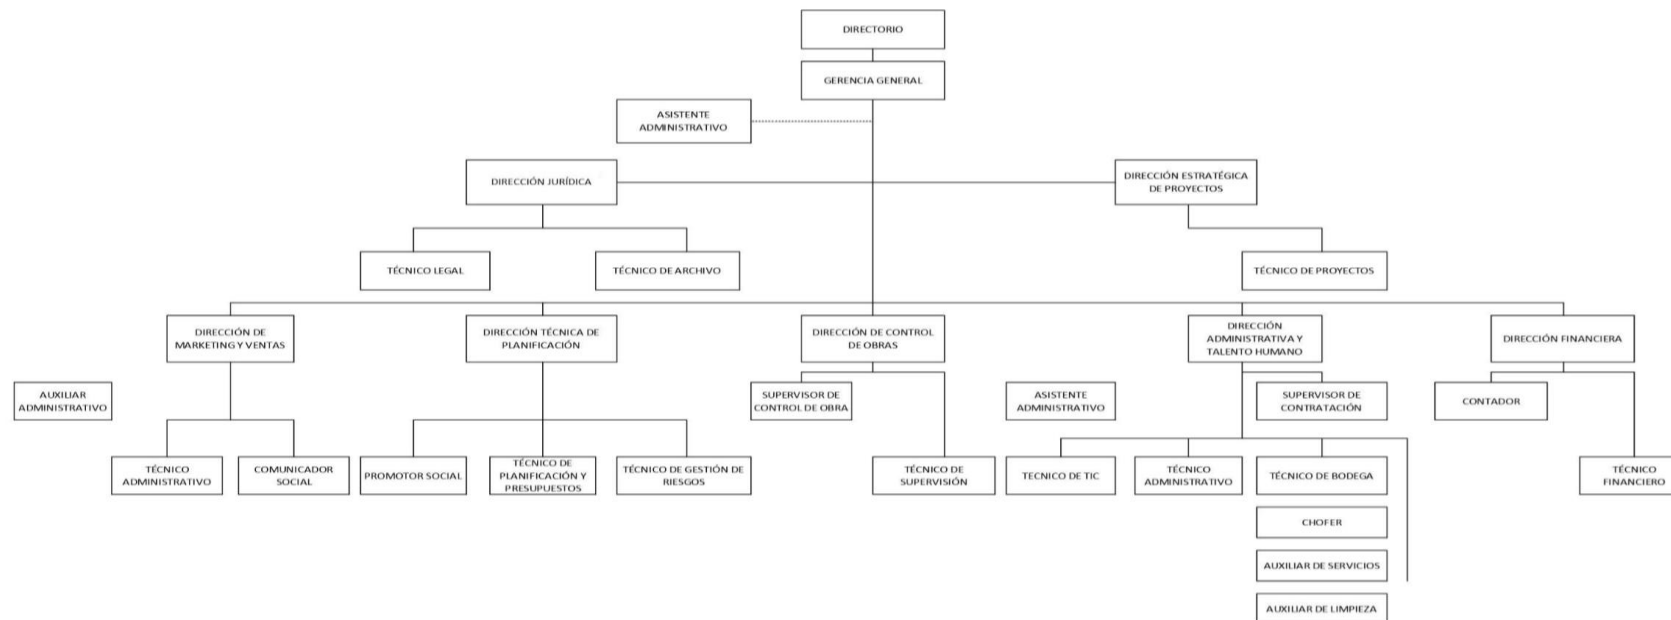 DIRECTORIO
GERENCIA GENERAL
ASISTENTE
ADMINISTRATIVO
DIRECCIÓN JURÍDICA
DIRECCIÓN ESTRATÉGICA
DE PROYECTOS
TÉCNICO LEGAL
TÉCNICO DE ARCHIVO
TÉCNICO DE PROYECTOS
DIRECCIÓN DE
MARKETING Y VENTAS
DIRECCIÓN TÉCNICA DE
PLANIFICACIÓN
DIRECCIÓN DE CONTROL
DE OBRAS
DIRECCIÓN
ADMINISTRATIVA Y
TALENTO HUMANO
DIRECCIÓN FINANCIERA
AUXILIAR
ADMINISTRATIVO
SUPERVISOR DE
CONTROL DE OBRA
ASISTENTE
ADMINISTRATIVO
SUPERVISOR DE
CONTRATACIÓN
CONTADOR
TÉCNICO
ADMINISTRATIVO
COMUNICADOR
SOCIAL
PROMOTOR SOCIAL
TÉCNICO DE
PLANIFICACIÓN Y
PRESUPUESTOS
TÉCNICO DE GESTIÓN DE
RIESGOS
TÉCNICO DE
SUPERVISIÓN
TECNICO DE TIC
TÉCNICO
ADMINISTRATIVO
TÉCNICO DE BODEGA
TÉCNICO
FINANCIERO
CHOFER
AUXILIAR DE SERVICIOS
AUXILIAR DE LIMPIEZA